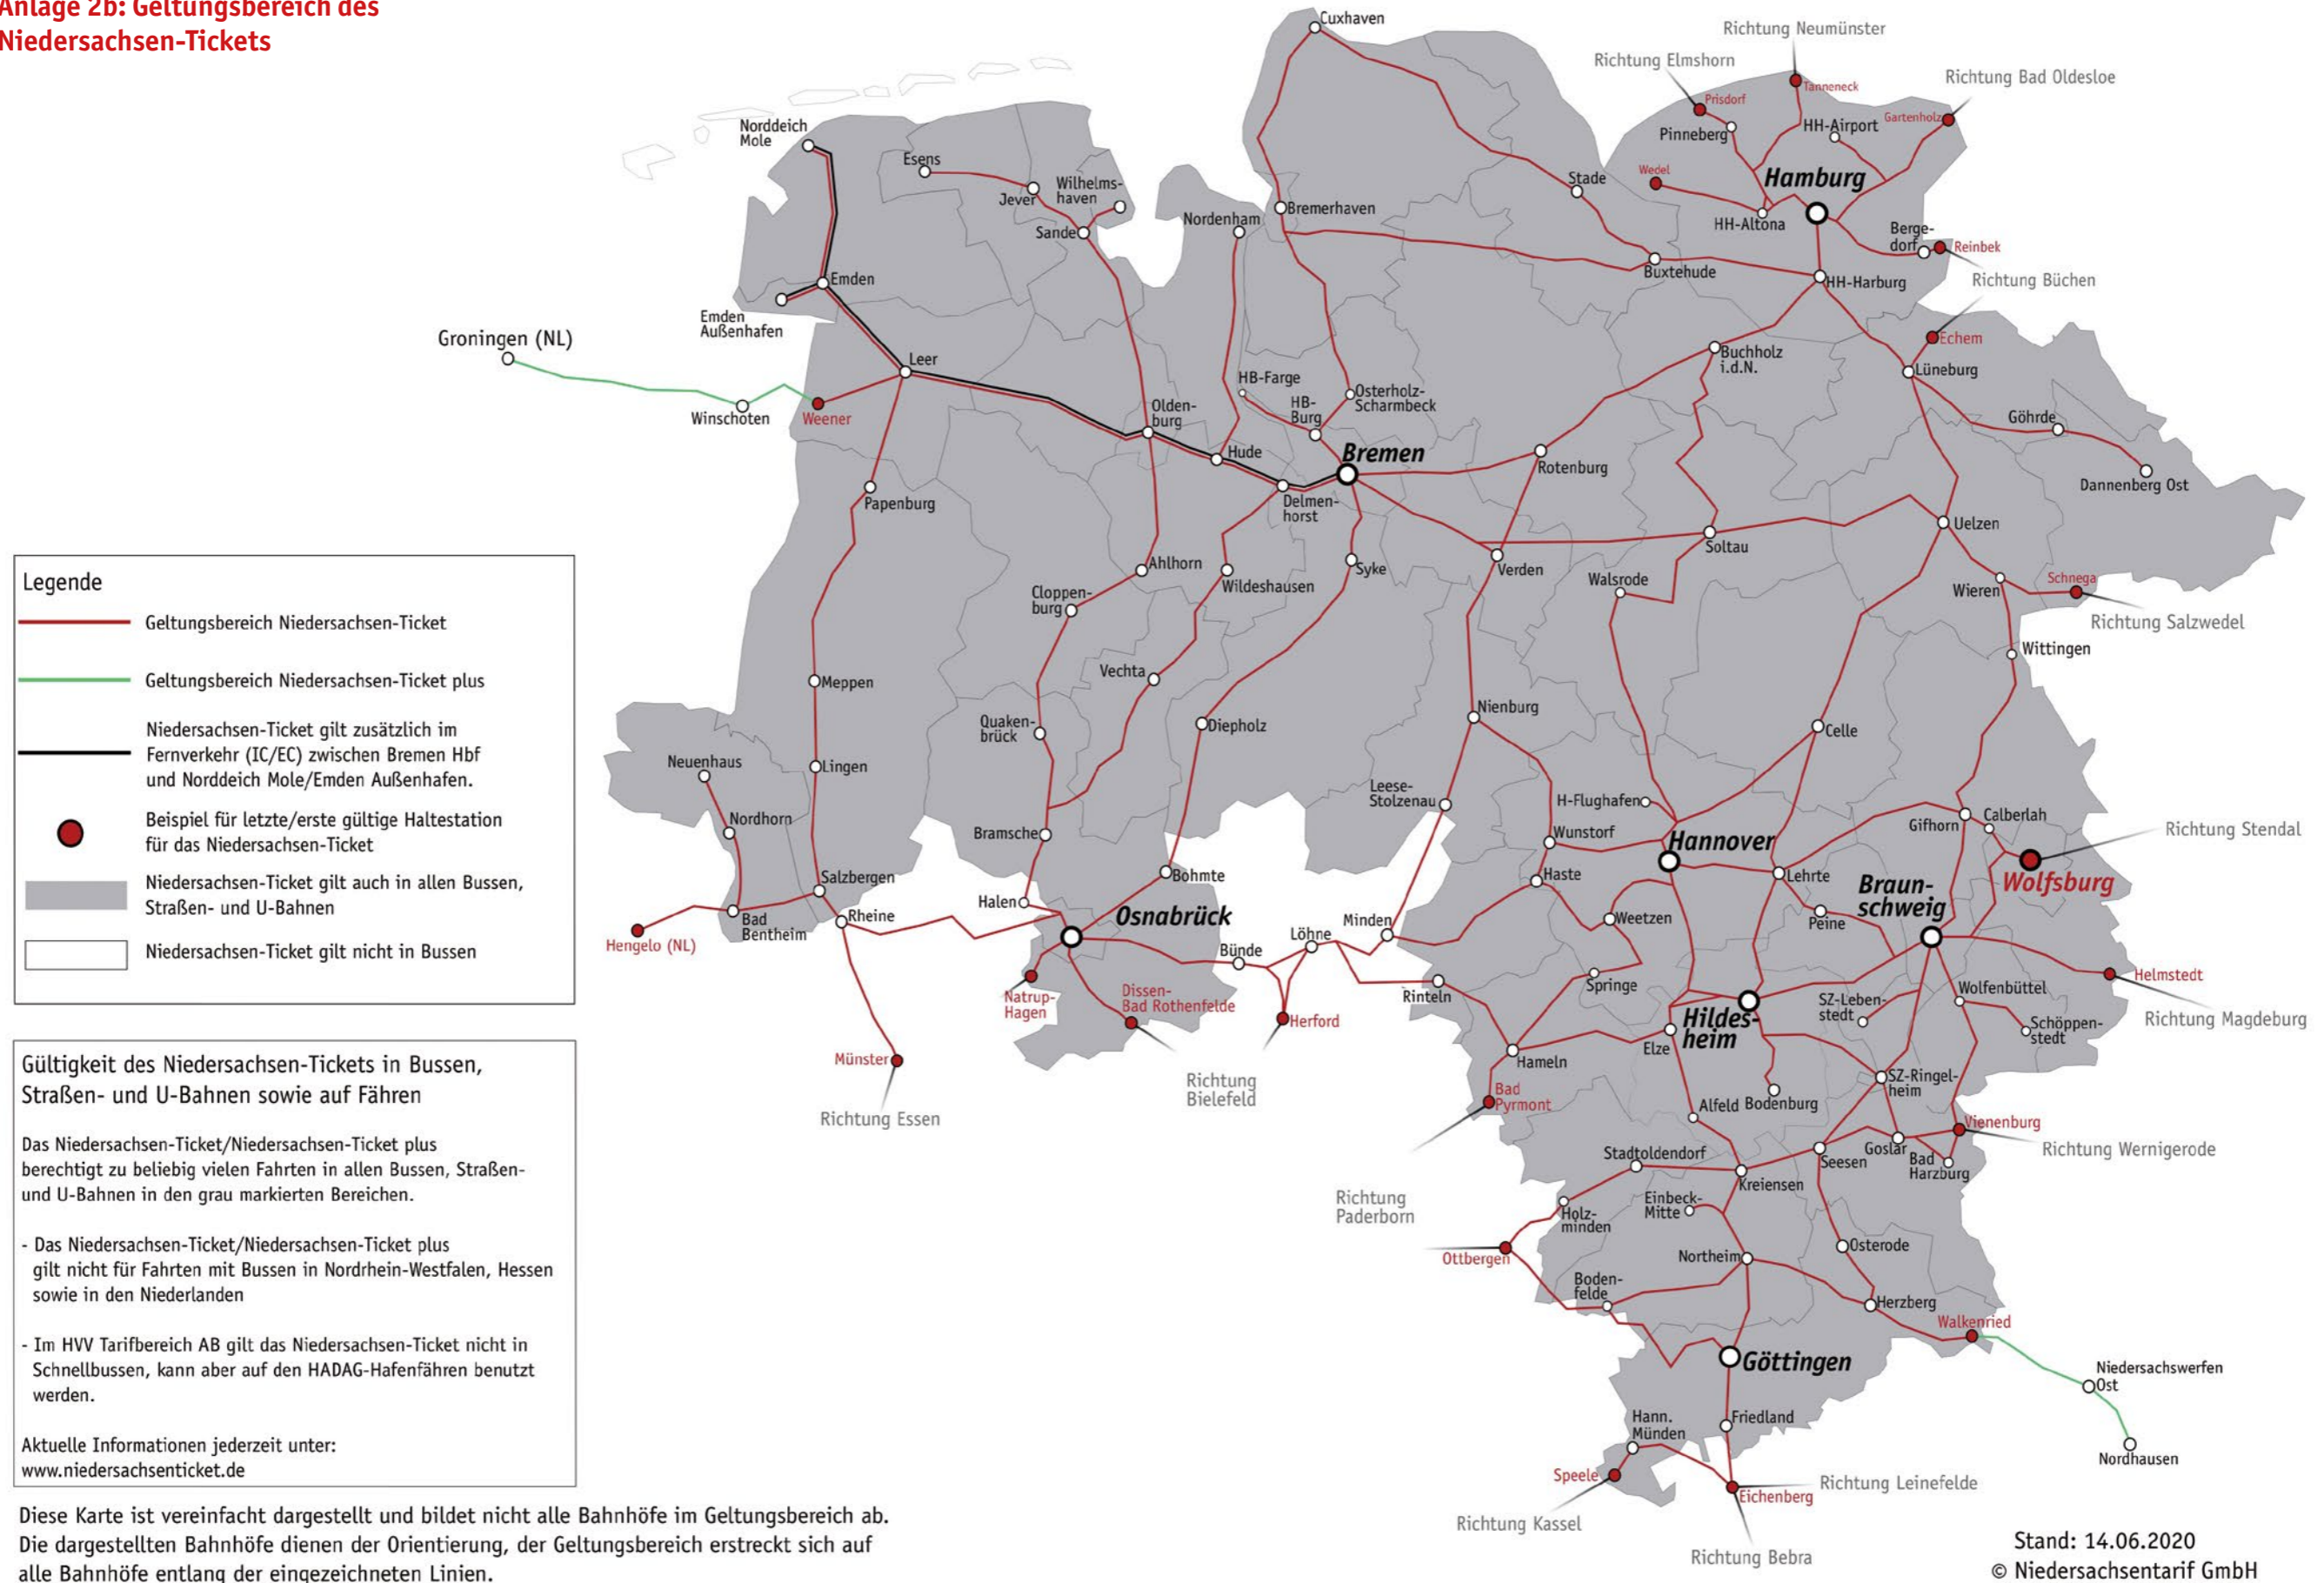 Anlage 2b: Geltungsbereich des
Niedersachsen-Tickets
Cuxhaven
Richtung Neumünster
Richtung Elmshorn
Richtung Bad Oldesloe
Tanneneck
Prisdorf
Gartenholz
HH-Airport
Pinneberg
Norddeich
Mole
Esens
Jever
Wilhelms-
haven
Sande
Nordenham
Bremerhaven
Stade
Wedel
Hamburg
HH-Altona
Berge-
dorf
Reinbek
Richtung Büchen
Buxtehude
HH-Harburg
Emden
Emden
Außenhafen
Groningen (NL)
Leer
Echem
Buchholz
i.d.N.
Lüneburg
Winschoten
Weener
HB-Farge
HB-
Burg
Osterholz-
Scharmbeck
Olden-
burg
Göhrde
Hude
Bremen
Rotenburg
Dannenberg Ost
Papenburg
Delmen-
horst
Uelzen
Soltau
Ahlhorn
Wildeshausen
Syke
Verden
Walsrode
Wieren
Schnega
Richtung Salzwedel
Cloppen-
burg
Wittingen
Vechta
Meppen
Quaken-
brück
Diepholz
Nienburg
Celle
Neuenhaus
Lingen
Leese-
Stolzenau
H-Flughafen
Nordhorn
Bramsche
Wunstorf
Hannover
Gifhorn
Calberlah
Richtung Stendal
Wolfsburg
Salzbergen
Bohmte
Haste
Lehrte
Braun-
schweig
Halen
Osnabrück
Rheine
Bad
Bentheim
Hengelo (NL)
Weetzen
Peine
Minden
Löhne
Bünde
Springe
Rinteln
Helmstedt
Richtung Magdeburg
Wolfenbüttel
SZ-Leben-
stedt
Schöppen-
stedt
Natrup-
Hagen
Dissen-
Bad Rothenfelde
Herford
Hildes-
heim
Elze
Hameln
Münster
Richtung Essen
Richtung
Bielefeld
Bad
Pyrmont
SZ-Ringel-
heim
Alfeld
Bodenburg
Vienenburg
Richtung Wernigerode
Stadtoldendorf
Seesen
Goslar
Bad
Harzburg
Kreiensen
Richtung
Paderborn
Einbeck-
Mitte
Holz-
minden
Ottbergen
Northeim
Osterode
Boden-
felde
Herzberg
Walkenried
Göttingen
Niedersachswerfen
Ost
Nordhausen
Hann.
Münden
Friedland
Speele
Eichenberg
Richtung Leinefelde
Richtung Kassel
Richtung Bebra
Legende
Geltungsbereich Niedersachsen-Ticket
Geltungsbereich Niedersachsen-Ticket plus
Niedersachsen-Ticket gilt zusätzlich im
Fernverkehr (IC/EC) zwischen Bremen Hbf
und Norddeich Mole/Emden Außenhafen.
Beispiel für letzte/erste gültige Haltestation
für das Niedersachsen-Ticket
Niedersachsen-Ticket gilt auch in allen Bussen,
Straßen- und U-Bahnen
Niedersachsen-Ticket gilt nicht in Bussen
Gültigkeit des Niedersachsen-Tickets in Bussen,
Straßen- und U-Bahnen sowie auf Fähren
Das Niedersachsen-Ticket/Niedersachsen-Ticket plus
berechtigt zu beliebig vielen Fahrten in allen Bussen, Straßen-
und U-Bahnen in den grau markierten Bereichen.
- Das Niedersachsen-Ticket/Niedersachsen-Ticket plus
gilt nicht für Fahrten mit Bussen in Nordrhein-Westfalen, Hessen
sowie in den Niederlanden
- Im HVV Tarifbereich AB gilt das Niedersachsen-Ticket nicht in
Schnellbussen, kann aber auf den HADAG-Hafenfähren benutzt
werden.
Aktuelle Informationen jederzeit unter:
www.niedersachsenticket.de
Diese Karte ist vereinfacht dargestellt und bildet nicht alle Bahnhöfe im Geltungsbereich ab.
Die dargestellten Bahnhöfe dienen der Orientierung, der Geltungsbereich erstreckt sich auf
alle Bahnhöfe entlang der eingezeichneten Linien.
Stand: 14.06.2020
© Niedersachsentarif GmbH